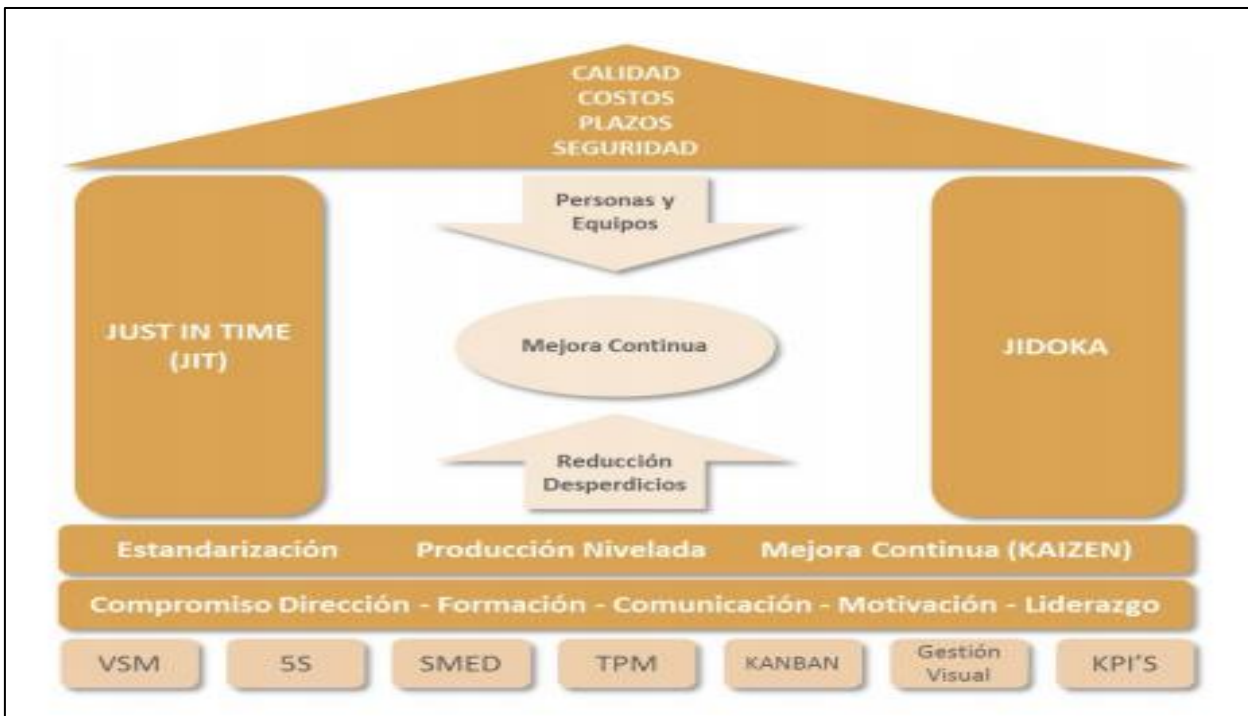 CALIDAD
COSTOS
PLAZOS
SEGURIDAD
Personas y
Equipos
JUST IN TIME
(JIT)
Mejora Continua
JIDOKA
Reducción
Desperdicios
Estandarización Producción Nivelada Mejora Continua (KAIZEN)
Compromiso Dirección - Formación - Comunicación - Motivación - Liderazgo
VSM 5S SMED TPM KANBAN Gestión Visual KPI'S